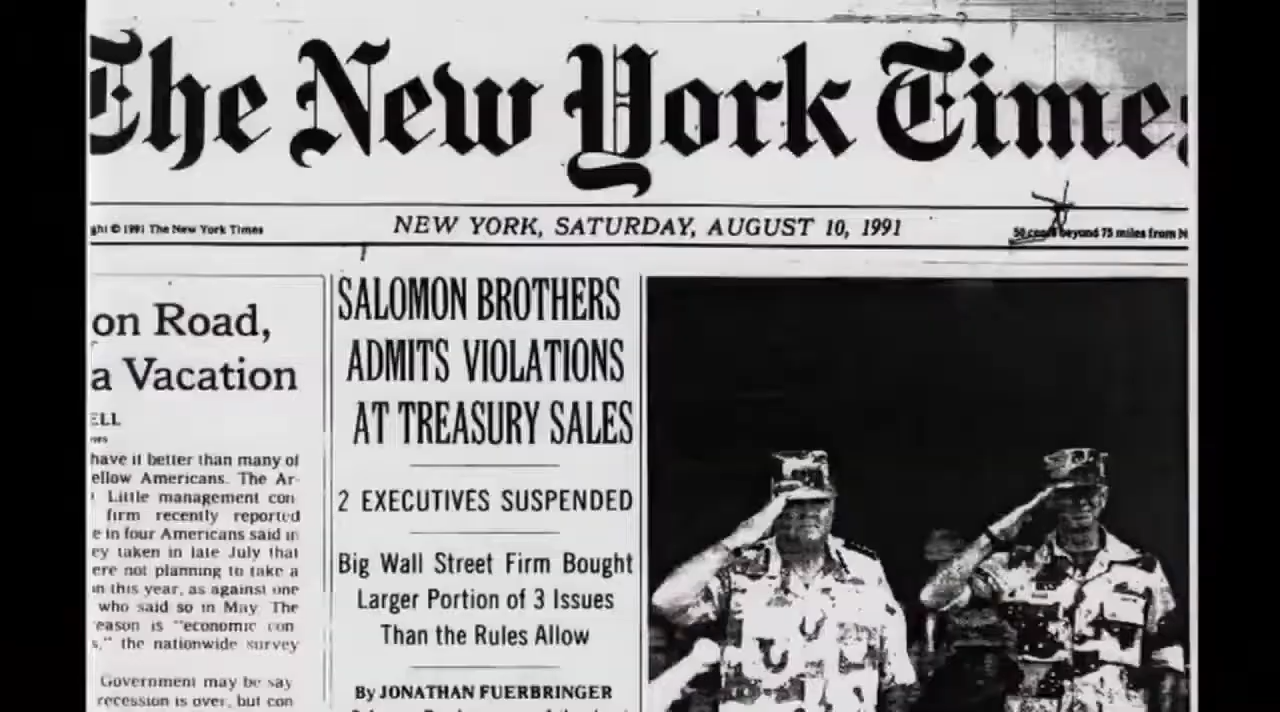 The New York Times
ght © 1991 The New York Times
NEW YORK, SATURDAY, AUGUST 10, 1991
50 cents beyond 75 miles from N
on Road,
a Vacation
ELL
have it better than many of
ellow Americans. The Ar-
Little management con-
firm recently reported
e in four Americans said in
ey taken in late July that
ere not planning to take a
on this year, as against one
who said so in May. The
eason is "economic con
s," the nationwide survey
Government may be say
recession is over, but con
SALOMON BROTHERS
ADMITS VIOLATIONS
AT TREASURY SALES
2 EXECUTIVES SUSPENDED
Big Wall Street Firm Bought
Larger Portion of 3 Issues
Than the Rules Allow
By JONATHAN FUERBRINGER